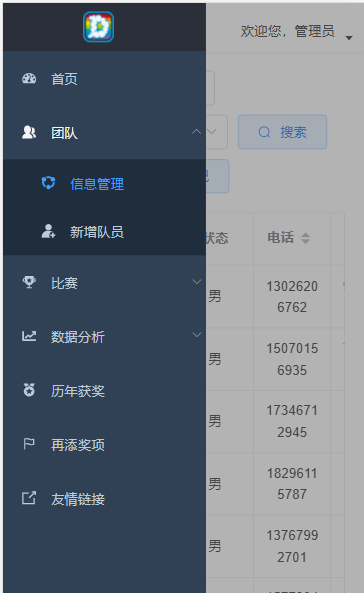 欢迎您，管理员
首页
团队
搜索
信息管理
新增队员
状态
电话
比赛
男
1302620
6762
数据分析
男
1507015
6935
历年获奖
男
1734671
2945
再添奖项
男
1829611
5787
友情链接
男
1376799
2701